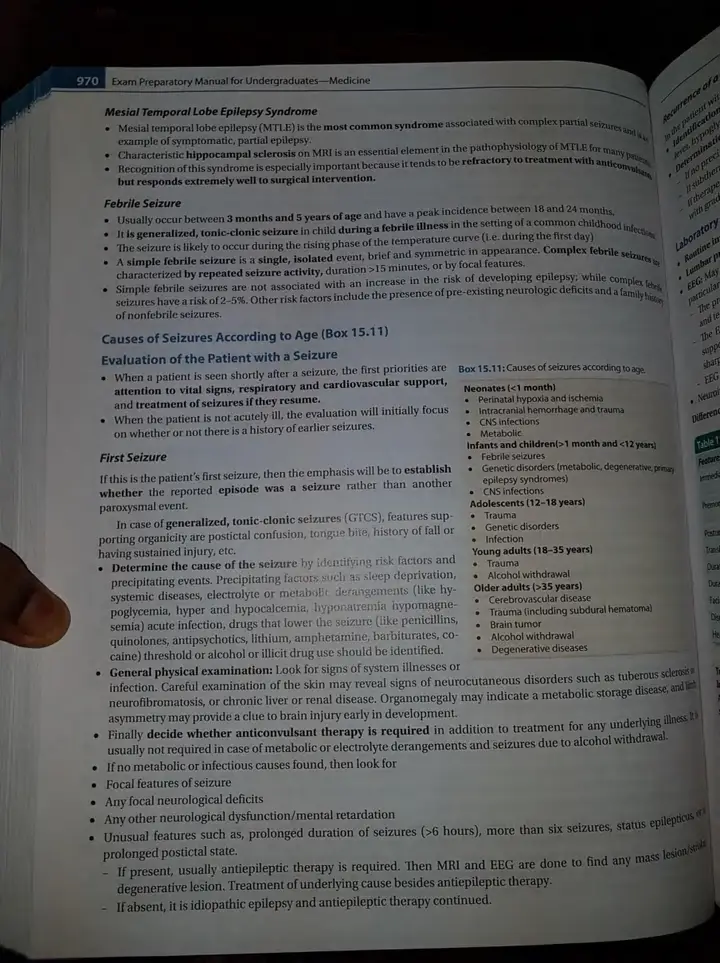 970 Exam Preparatory Manual for Undergraduates—Medicine
Mesial Temporal Lobe Epilepsy Syndrome
• Mesial temporal lobe epilepsy (MTLE) is the most common syndrome associated with complex partial seizures and is an
example of symptomatic, partial epilepsy.
• Characteristic hippocampal sclerosis on MRI is an essential element in the pathophysiology of MTLE for many patients.
• Recognition of this syndrome is especially important because it tends to be refractory to treatment with anticonvulsants
but responds extremely well to surgical intervention.
Febrile Seizure
• Usually occur between 3 months and 5 years of age and have a peak incidence between 18 and 24 months.
• It is generalized, tonic-clonic seizure in child during a febrile illness in the setting of a common childhood infections
• The seizure is likely to occur during the rising phase of the temperature curve (i.e. during the first day)
• A simple febrile seizure is a single, isolated event, brief and symmetric in appearance. Complex febrile seizures
characterized by repeated seizure activity, duration >15 minutes, or by focal features.
• Simple febrile seizures are not associated with an increase in the risk of developing epilepsy; while complex febrile
seizures have a risk of 2–5%. Other risk factors include the presence of pre-existing neurologic deficits and a family history
of nonfebrile seizures.
Causes of Seizures According to Age (Box 15.11)
Evaluation of the Patient with a Seizure
• When a patient is seen shortly after a seizure, the first priorities are
attention to vital signs, respiratory and cardiovascular support,
and treatment of seizures if they resume.
• When the patient is not acutely ill, the evaluation will initially focus
on whether or not there is a history of earlier seizures.
First Seizure
If this is the patient's first seizure, then the emphasis will be to establish
whether the reported episode was a seizure rather than another
paroxysmal event.
In case of generalized, tonic-clonic seizures (GTCS), features sup-
porting organicity are postictal confusion, tongue bite, history of fall or
having sustained injury, etc.
• Determine the cause of the seizure by identifying risk factors and
precipitating events. Precipitating factors such as sleep deprivation,
systemic diseases, electrolyte or metabolic derangements (like hy-
poglycemia, hyper and hypocalcemia, hyponatremia hypomagne-
semia) acute infection, drugs that lower the seizure (like penicillins,
quinolones, antipsychotics, lithium, amphetamine, barbiturates, co-
caine) threshold or alcohol or illicit drug use should be identified.
• General physical examination: Look for signs of system illnesses or
infection. Careful examination of the skin may reveal signs of neurocutaneous disorders such as tuberous sclerosis or
neurofibromatosis, or chronic liver or renal disease. Organomegaly may indicate a metabolic storage disease, and limb
asymmetry may provide a clue to brain injury early in development.
• Finally decide whether anticonvulsant therapy is required in addition to treatment for any underlying illness. It is
usually not required in case of metabolic or electrolyte derangements and seizures due to alcohol withdrawal.
• If no metabolic or infectious causes found, then look for
• Focal features of seizure
• Any focal neurological deficits
• Any other neurological dysfunction/mental retardation
• Unusual features such as, prolonged duration of seizures (>6 hours), more than six seizures, status epilepticus, or a
prolonged postictal state.
– If present, usually antiepileptic therapy is required. Then MRI and EEG are done to find any mass lesion/stroke
degenerative lesion. Treatment of underlying cause besides antiepileptic therapy.
– If absent, it is idiopathic epilepsy and antiepileptic therapy continued.
Box 15.11: Causes of seizures according to age.
Neonates (<1 month)
• Perinatal hypoxia and ischemia
• Intracranial hemorrhage and trauma
• CNS infections
• Metabolic
Infants and children(>1 month and <12 years)
• Febrile seizures
• Genetic disorders (metabolic, degenerative, primary
epilepsy syndromes)
• CNS infections
Adolescents (12–18 years)
• Trauma
• Genetic disorders
• Infection
Young adults (18–35 years)
• Trauma
• Alcohol withdrawal
Older adults (>35 years)
• Cerebrovascular disease
• Trauma (including subdural hematoma)
• Brain tumor
• Alcohol withdrawal
• Degenerative diseases
Recurrence of a
In the patient wit
• Identification
• Determinati
– If no preci
Laboratory
• Routine
• Lumbar
• EEG:
particular
– EEG
Table 1
Feature